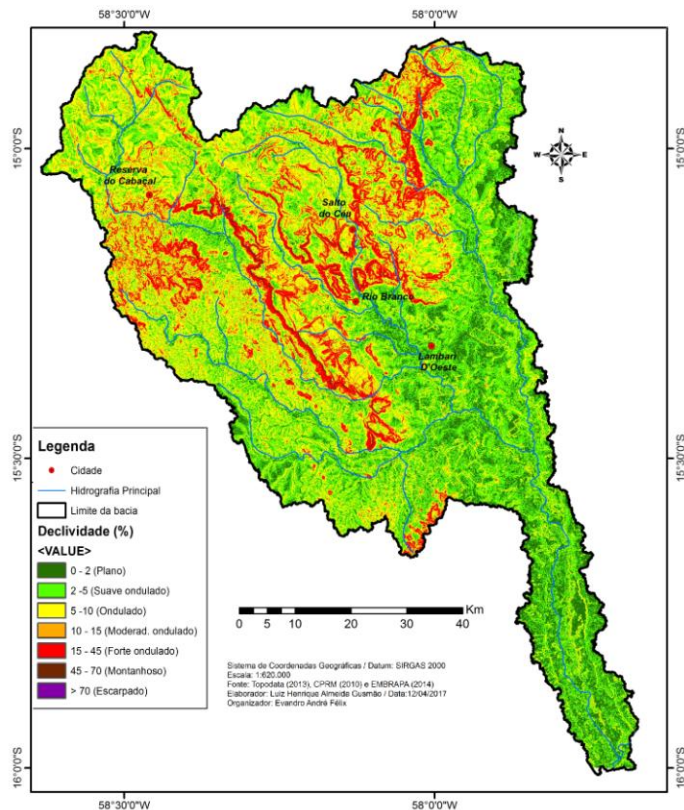 58°30'0"W
58°0'0"W
15°0'0"S
15°0'0"S
N
W
E
S
Reserva
do Cabaçal
Salto
do Céu
Rio Branco
Lambari
D'Oeste
Legenda
Cidade
Hidrografia Principal
Limite da bacia
Declividade (%)
<VALUE>
0 - 2 (Plano)
2 -5 (Suave ondulado)
5 -10 (Ondulado)
10 - 15 (Moderad. ondulado)
15 - 45 (Forte ondulado)
45 - 70 (Montanhoso)
> 70 (Escarpado)
15°30'0"S
15°30'0"S
Km
0 5 10 20 30 40
Sistema de Coordenadas Geográficas / Datum: SIRGAS 2000
Escala: 1:620.000
Fonte: Topodata (2013), CPRM (2010) e EMBRAPA (2014)
Elaborador: Luiz Henrique Almeida Gusmão / Data:12/04/2017
Organizador: Evandro André Félix
16°0'0"S
16°0'0"S
58°30'0"W
58°0'0"W